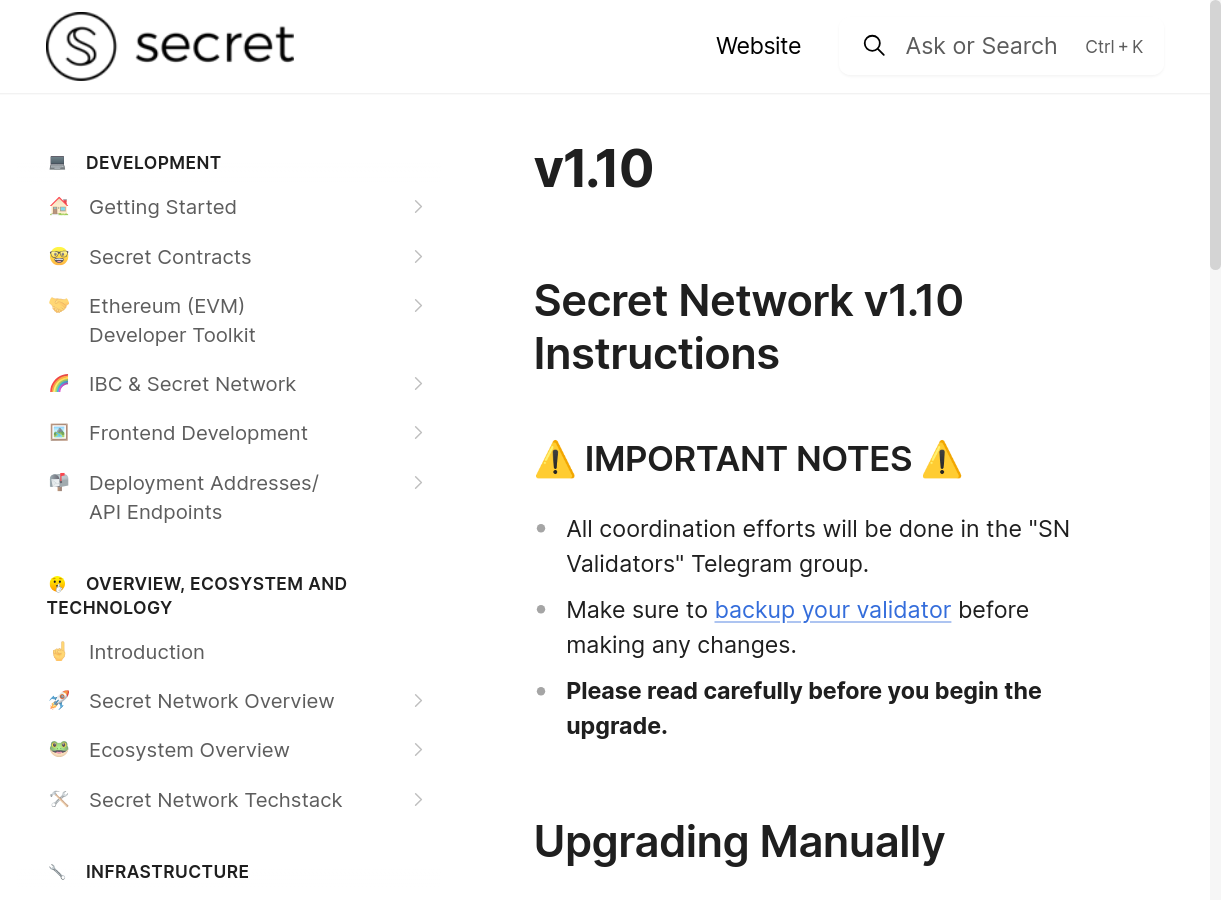 secret
Website
Ask or Search Ctrl + K
DEVELOPMENT
Getting Started
Secret Contracts
Ethereum (EVM)
Developer Toolkit
IBC & Secret Network
Frontend Development
Deployment Addresses/
API Endpoints
OVERVIEW, ECOSYSTEM AND
TECHNOLOGY
Introduction
Secret Network Overview
Ecosystem Overview
Secret Network Techstack
INFRASTRUCTURE
v1.10
Secret Network v1.10
Instructions
⚠️ IMPORTANT NOTES ⚠️
All coordination efforts will be done in the "SN
Validators" Telegram group.
Make sure to backup your validator before
making any changes.
Please read carefully before you begin the
upgrade.
Upgrading Manually